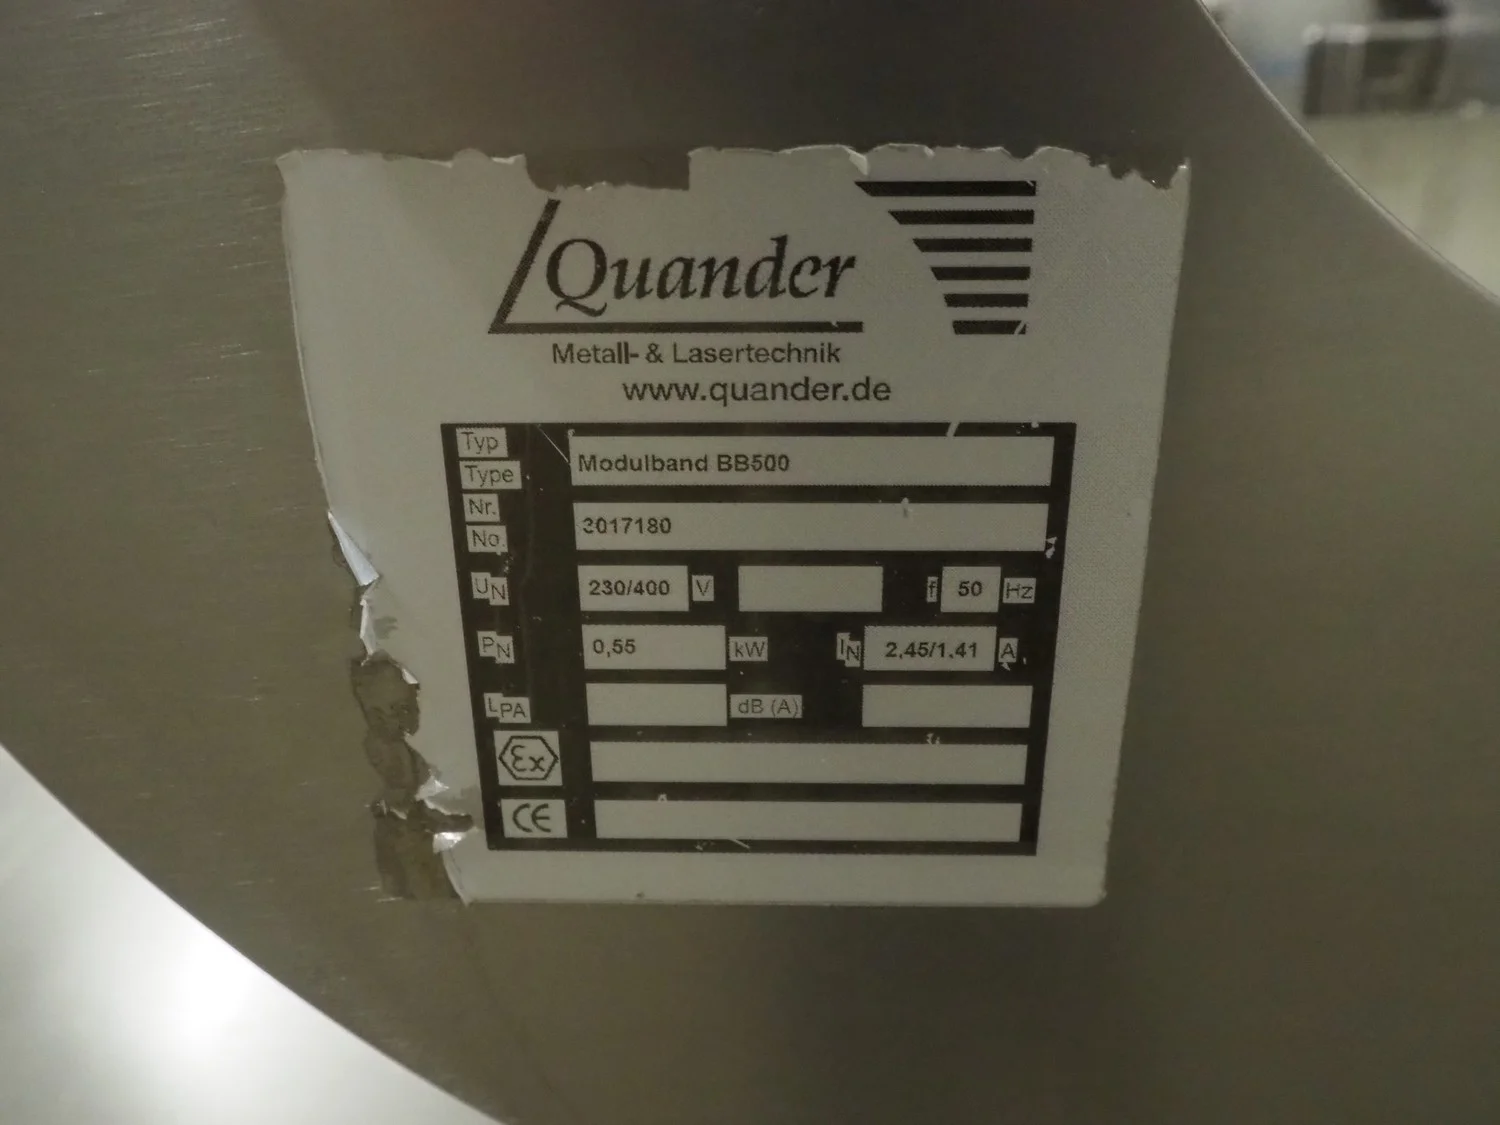 Quander
Metall- & Lasertechnik
www.quander.de
Typ
Type
Modulband BB500
Nr.
No.
3017180
UN 230/400 V f 50 Hz
PN 0,55 kW IN 2,45/1,41 A
LPA dB (A)
Ex
CE